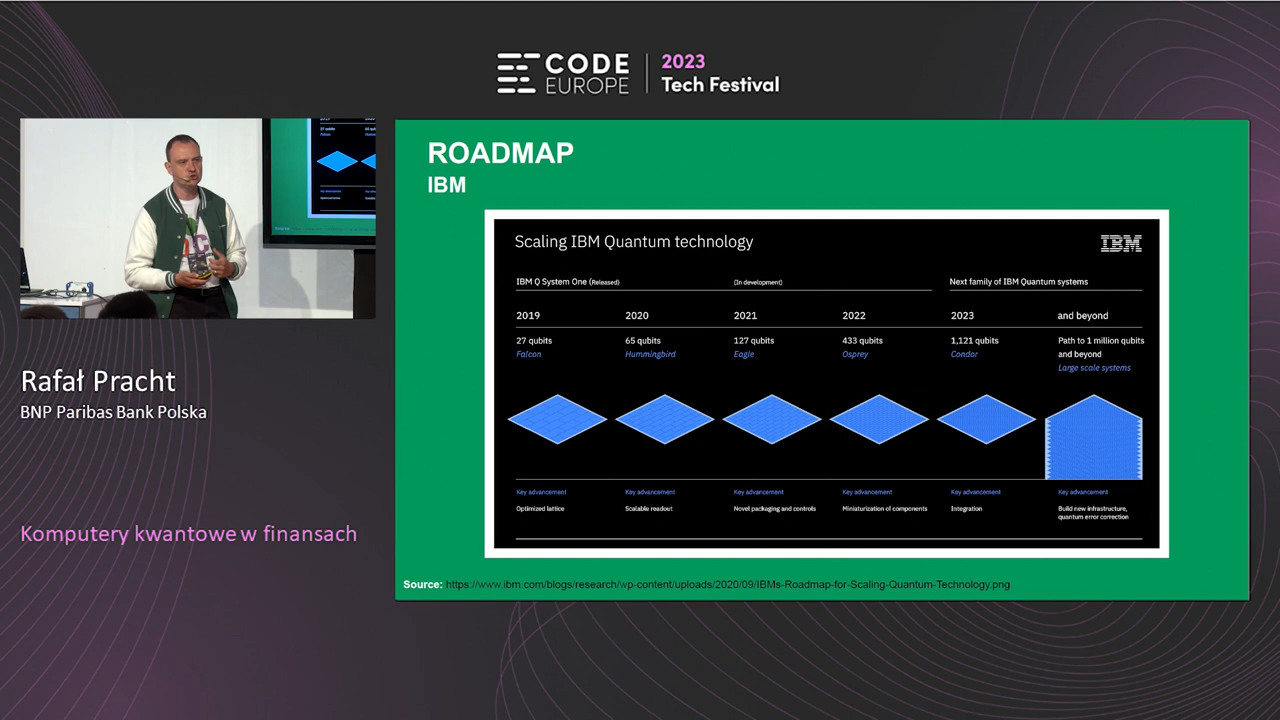 CODE EUROPE
2023
Tech Festival
ROADMAP
IBM
Scaling IBM Quantum technology
IBM
IBM Q System One (Released)
(In development)
Next family of IBM Quantum systems
2019
2020
2021
2022
2023
and beyond
27 qubits
65 qubits
127 qubits
433 qubits
1,121 qubits
Path to 1 million qubits
and beyond
Falcon
Hummingbird
Eagle
Osprey
Condor
Large scale systems
Key advancement
Key advancement
Key advancement
Key advancement
Key advancement
Key advancement
Optimized lattice
Scalable readout
Novel packaging and controls
Miniaturization of components
Integration
Build new infrastructure,
quantum error correction
Source: https://www.ibm.com/blogs/research/wp-content/uploads/2020/09/IBMs-Roadmap-for-Scaling-Quantum-Technology.png
27 qubits
Falcon
Rafał Pracht
BNP Paribas Bank Polska
Komputery kwantowe w finansach